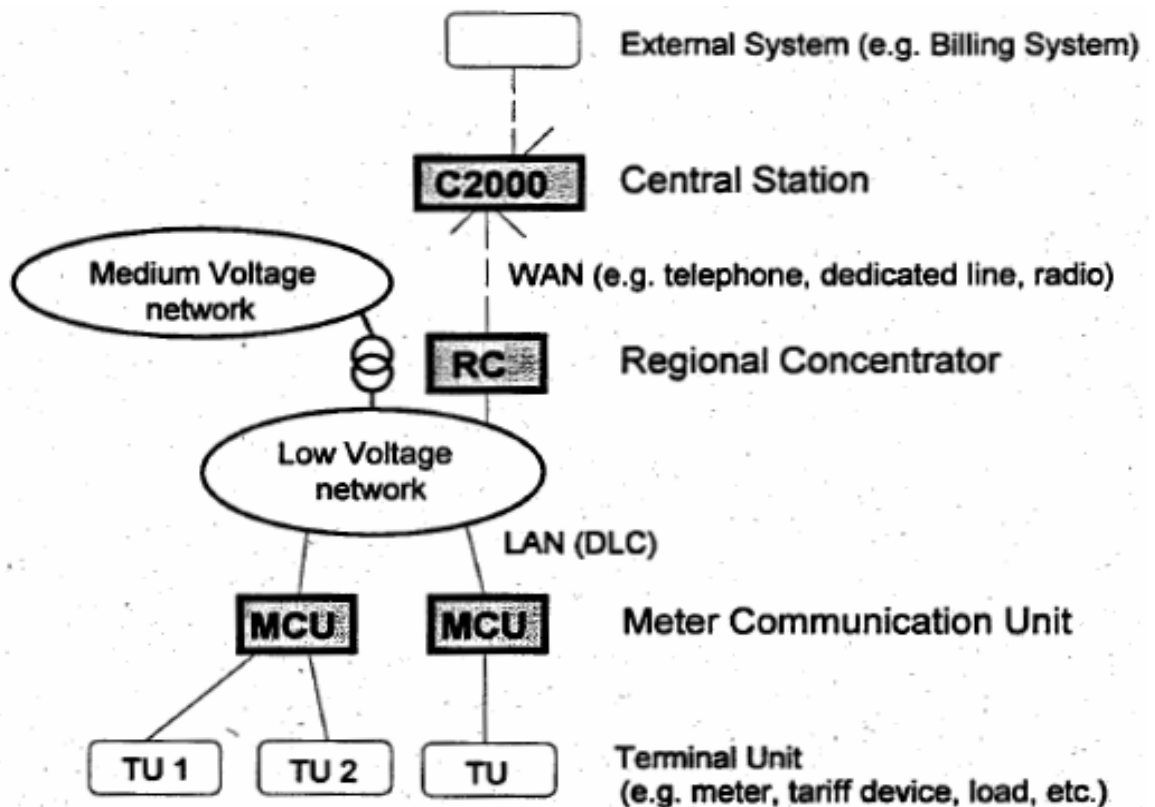 External System (e.g. Billing System)
C2000
Central Station
Medium Voltage
network
WAN (e.g. telephone, dedicated line, radio)
RC
Regional Concentrator
Low Voltage
network
LAN (DLC)
MCU
MCU
Meter Communication Unit
TU 1
TU 2
TU
Terminal Unit
(e.g. meter, tariff device, load, etc.)